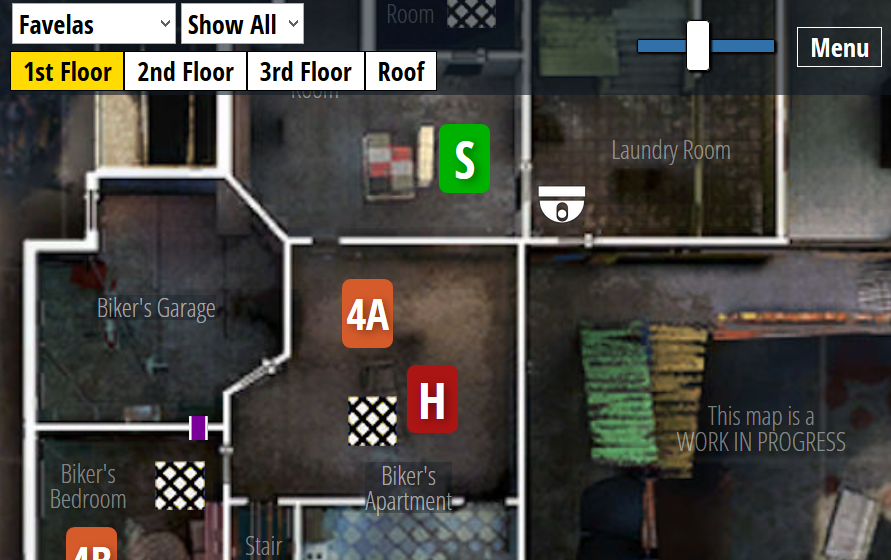 Favelas
Show All
Room
Menu
1st Floor
2nd Floor
3rd Floor
Roof
Room
S
Laundry Room
Biker's Garage
4A
H
This map is a
WORK IN PROGRESS
Biker's
Bedroom
Biker's
Apartment
4B
Stair